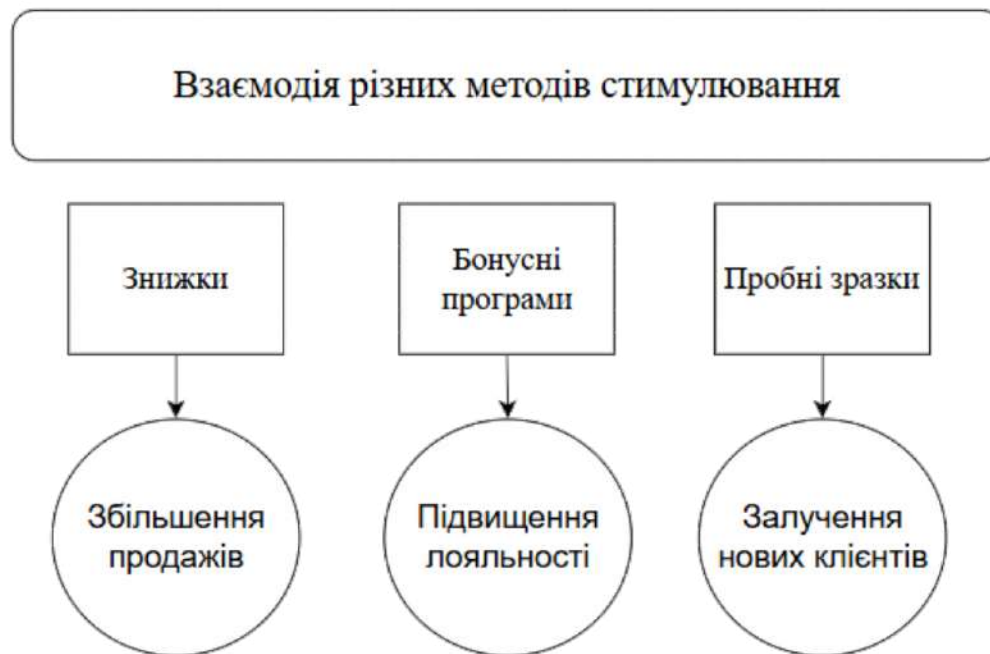 Взаємодія різних методів стимулювання
Знижки
Бонусні
програми
Пробні зразки
Збільшення
продажів
Підвищення
лояльності
Залучення
нових клієнтів